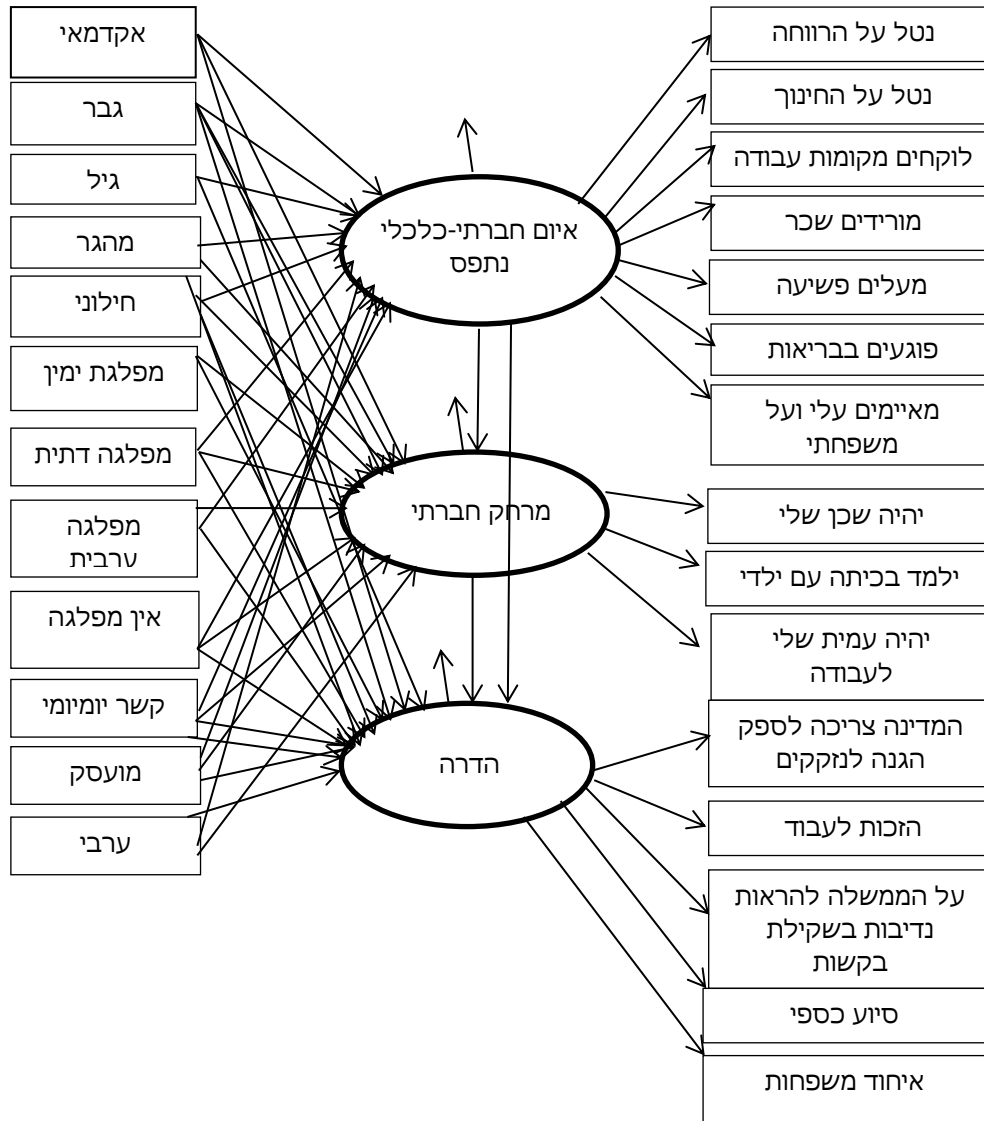 אקדמאי
גבר
גיל
מהגר
חילוני
מפלגת ימין
מפלגה דתית
מפלגה
ערבית
אין מפלגה
קשר יומיומי
מועסק
ערבי
איום חברתי-כלכלי
נתפס
מרחק חברתי
הדרה
נטל על הרווחה
נטל על החינוך
לוקחים מקומות עבודה
מורידים שכר
מעלים פשיעה
פוגעים בבריאות
מאיימים עלי ועל
משפחתי
יהיה שכן שלי
ילמד בכיתה עם ילדי
יהיה עמית שלי
לעבודה
המדינה צריכה לספק
הגנה לנזקקים
הזכות לעבוד
על הממשלה להראות
נדיבות בשקילת
בקשות
סיוע כספי
איחוד משפחות